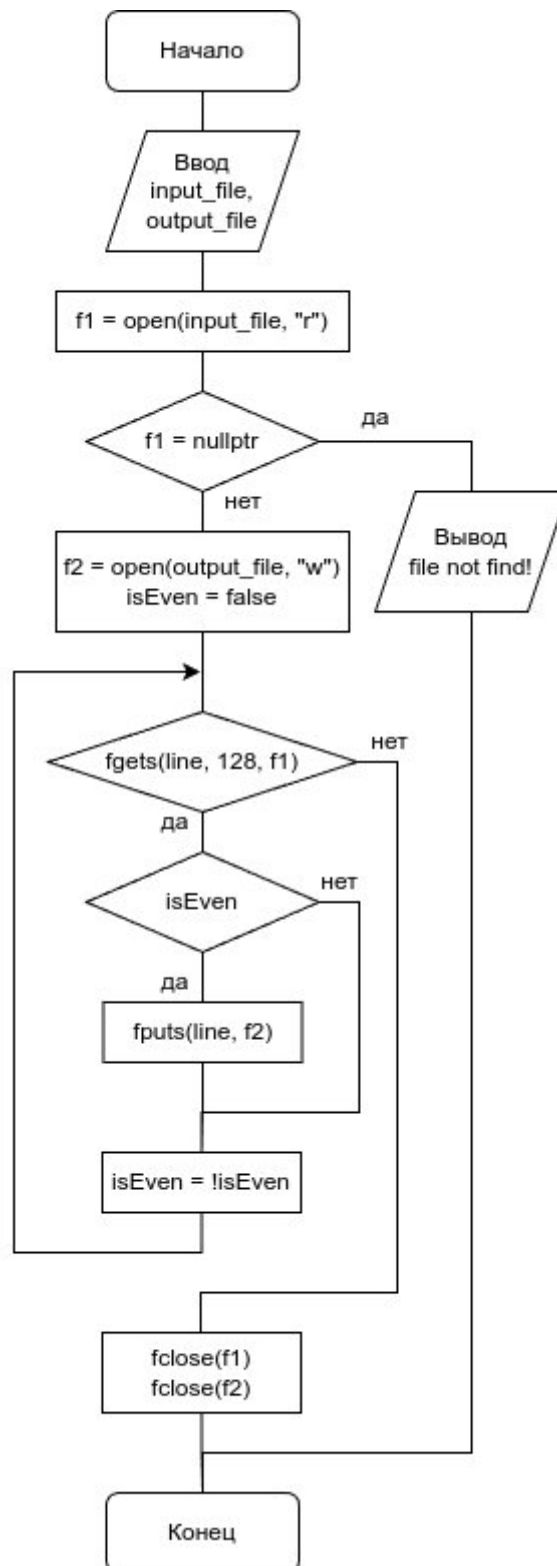 Начало
Ввод
input_file,
output_file
f1 = open(input_file, "r")
f1 = nullptr
да
нет
Вывод
file not find!
f2 = open(output_file, "w")
isEven = false
fgets(line, 128, f1)
нет
да
isEven
нет
да
fputs(line, f2)
isEven = !isEven
fclose(f1)
fclose(f2)
Конец